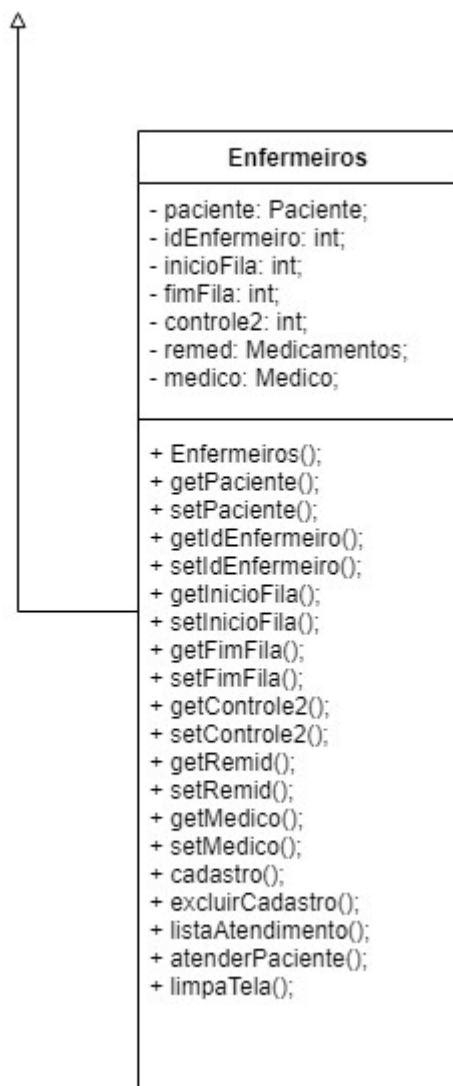 Enfermeiros
- paciente: Paciente;
- idEnfermeiro: int;
- inicioFila: int;
- fimFila: int;
- controle2: int;
- remed: Medicamentos;
- medico: Medico;
+ Enfermeiros();
+ getPaciente();
+ setPaciente();
+ getIdEnfermeiro();
+ setIdEnfermeiro();
+ getInicioFila();
+ setInicioFila();
+ getFimFila();
+ setFimFila();
+ getControle2();
+ setControle2();
+ getRemid();
+ setRemid();
+ getMedico();
+ setMedico();
+ cadastro();
+ excluirCadastro();
+ listaAtendimento();
+ atenderPaciente();
+ limpaTela();